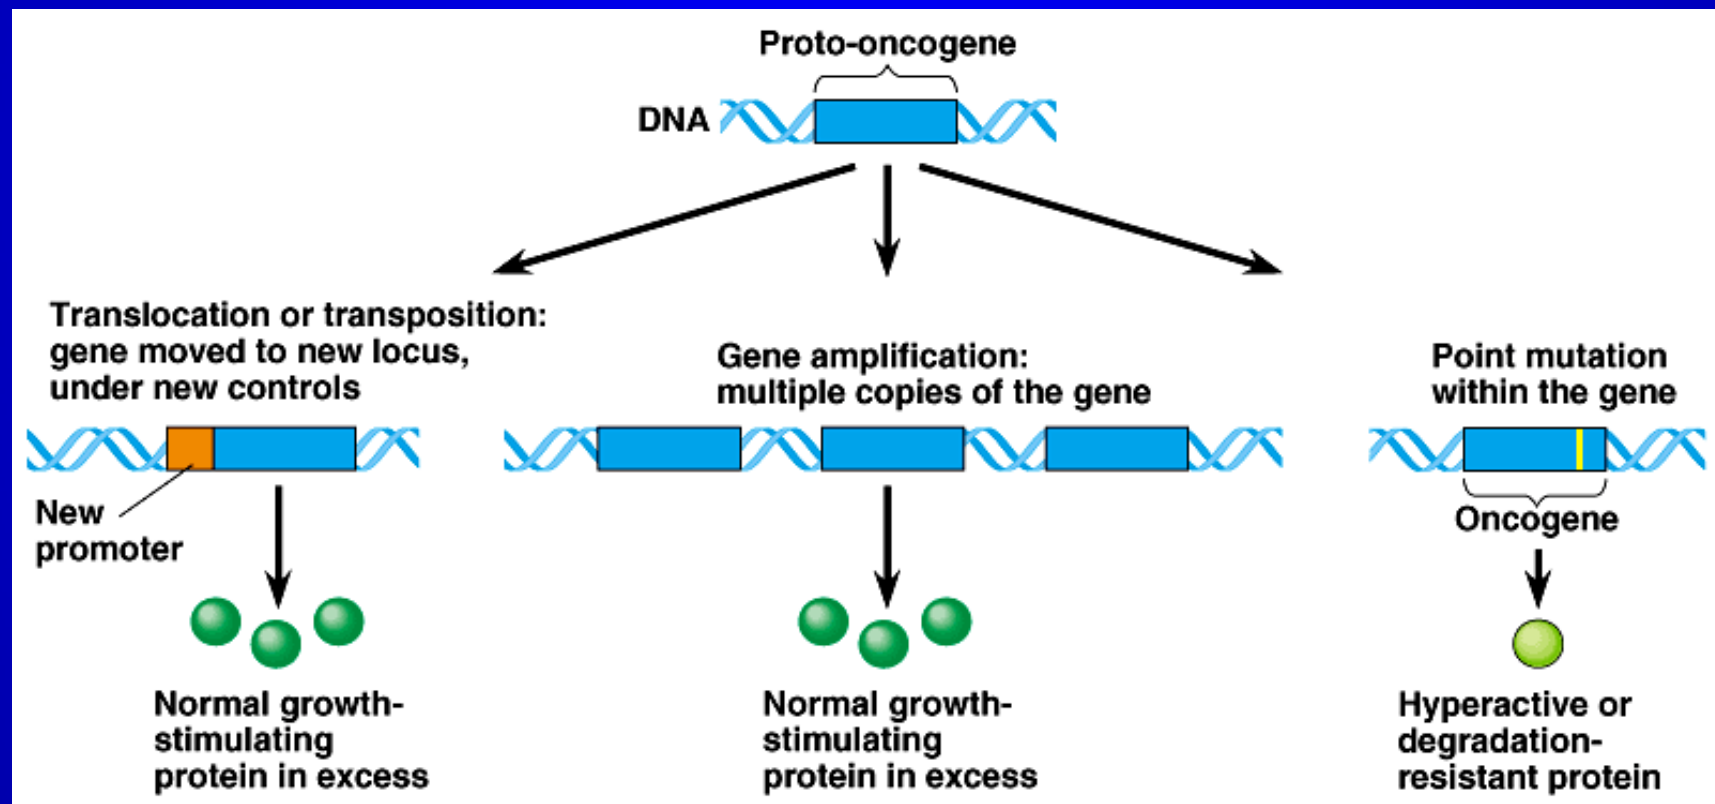 Proto-oncogene
DNA
Translocation or transposition:
gene moved to new locus,
under new controls
New
promoter
Normal growth-
stimulating
protein in excess
Gene amplification:
multiple copies of the gene
Normal growth-
stimulating
protein in excess
Point mutation
within the gene
Oncogene
Hyperactive or
degradation-
resistant protein